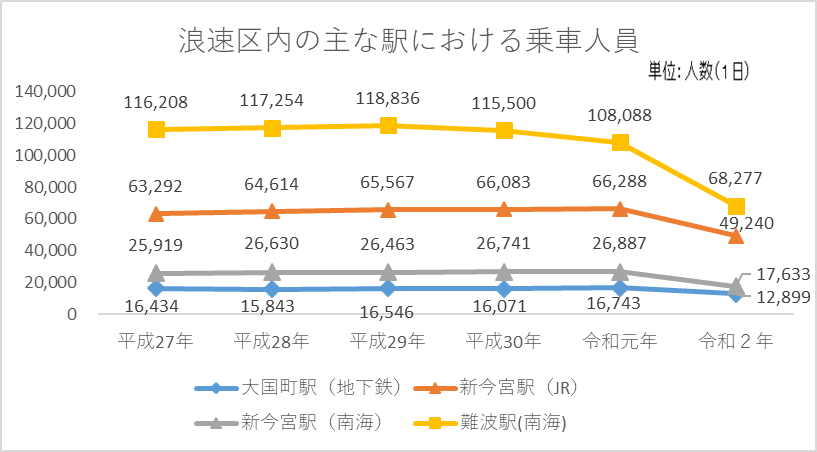 浪速区内の主な駅における乗車人員
単位:人数(1日)
140,000
120,000
100,000
80,000
60,000
40,000
20,000
0
116,208 117,254 118,836 115,500 108,088 68,277
63,292 64,614 65,567 66,083 66,288 49,240
25,919 26,630 26,463 26,741 26,887 17,633
16,434 15,843 16,546 16,071 16,743 12,899
平成27年 平成28年 平成29年 平成30年 令和元年 令和２年
大国町駅（地下鉄） 新今宮駅（JR）
新今宮駅（南海） 難波駅(南海)